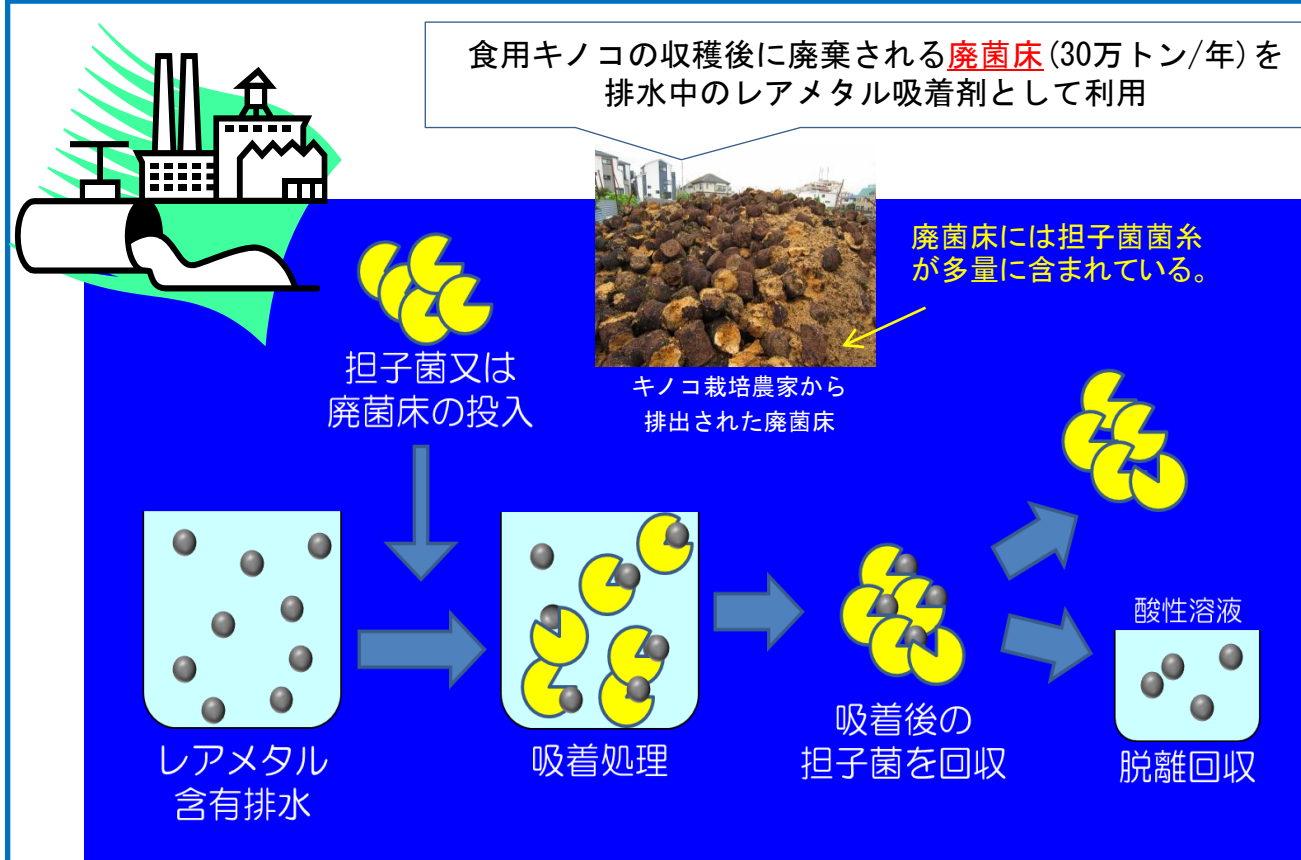 食用キノコの収穫後に廃棄される廃菌床(30万トン/年)を
排水中のレアメタル吸着剤として利用
廃菌床には担子菌菌糸
が多量に含まれている。
キノコ栽培農家から
排出された廃菌床
担子菌又は
廃菌床の投入
レアメタル
含有排水
吸着処理
吸着後の
担子菌を回収
酸性溶液
脱離回収